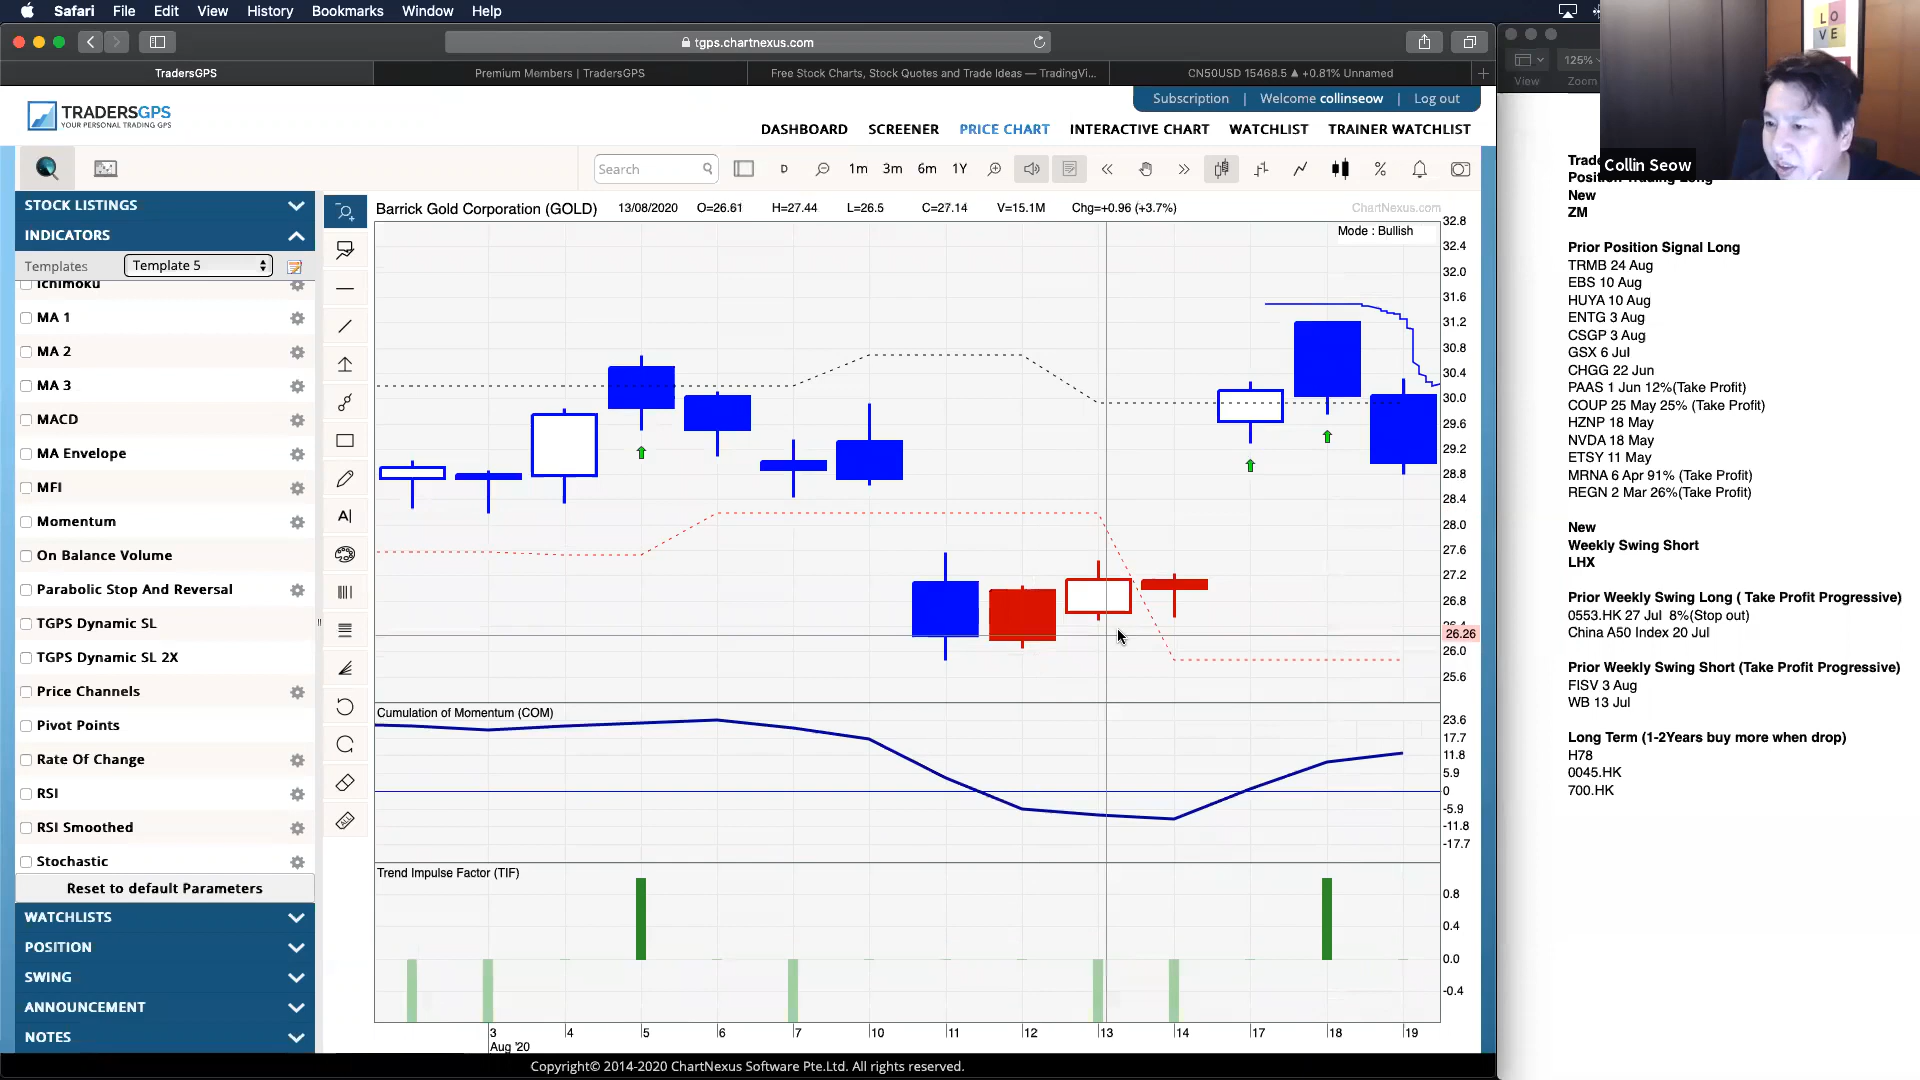 Safari File Edit View History Bookmarks Window Help
tgps.chartnexus.com
TradersGPS
Premium Members | TradersGPS
Free Stock Charts, Stock Quotes and Trade Ideas — TradingVi...
CN50USD 15468.5 ▲ +0.81% Unnamed
View
125%
Zoom
LO
VE
Collin Seow
TRADERSGPS
YOUR PERSONAL TRADING GPS
Subscription | Welcome collinseow | Log out
DASHBOARD SCREENER PRICE CHART INTERACTIVE CHART WATCHLIST TRAINER WATCHLIST
Search
D
1m 3m 6m 1Y
%
STOCK LISTINGS
INDICATORS
Templates Template 5
Ichimoku
MA 1
MA 2
MA 3
MACD
MA Envelope
MFI
Momentum
On Balance Volume
Parabolic Stop And Reversal
TGPS Dynamic SL
TGPS Dynamic SL 2X
Price Channels
Pivot Points
Rate Of Change
RSI
RSI Smoothed
Stochastic
Reset to default Parameters
WATCHLISTS
POSITION
SWING
ANNOUNCEMENT
NOTES
A|
ALL
Barrick Gold Corporation (GOLD) 13/08/2020 O=26.61 H=27.44 L=26.5 C=27.14 V=15.1M Chg=+0.96 (+3.7%)
ChartNexus.com
Mode : Bullish
32.8
32.4
32.0
31.6
31.2
30.8
30.4
30.0
29.6
29.2
28.8
28.4
28.0
27.6
27.2
26.8
26.26
26.0
25.6
Cumulation of Momentum (COM)
23.6
17.7
11.8
5.9
0
-5.9
-11.8
-17.7
Trend Impulse Factor (TIF)
0.8
0.4
0.0
-0.4
3 4 5 6 7 10 11 12 13 14 17 18 19
Aug '20
Copyright© 2014-2020 ChartNexus Software Pte.Ltd. All rights reserved.
Position Trading Long
New
ZM
Prior Position Signal Long
TRMB 24 Aug
EBS 10 Aug
HUYA 10 Aug
ENTG 3 Aug
CSGP 3 Aug
GSX 6 Jul
CHGG 22 Jun
PAAS 1 Jun 12%(Take Profit)
COUP 25 May 25% (Take Profit)
HZNP 18 May
NVDA 18 May
ETSY 11 May
MRNA 6 Apr 91% (Take Profit)
REGN 2 Mar 26%(Take Profit)
New
Weekly Swing Short
LHX
Prior Weekly Swing Long ( Take Profit Progressive)
0553.HK 27 Jul 8%(Stop out)
China A50 Index 20 Jul
Prior Weekly Swing Short (Take Profit Progressive)
FISV 3 Aug
WB 13 Jul
Long Term (1-2Years buy more when drop)
H78
0045.HK
700.HK